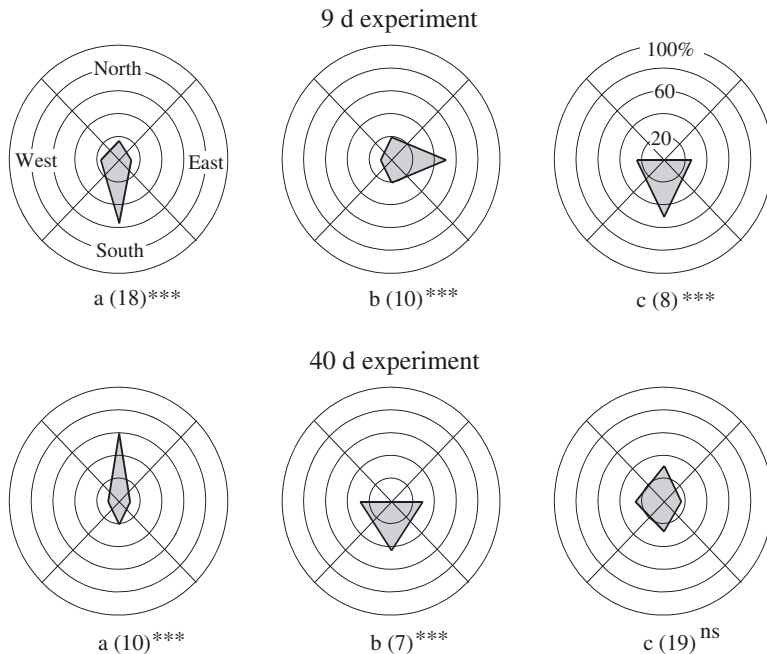 9 d experiment
North
West
East
South
100%
60
20
a (18)***
b (10)***
c (8)***
40 d experiment
a (10)***
b (7)***
c (19) ns